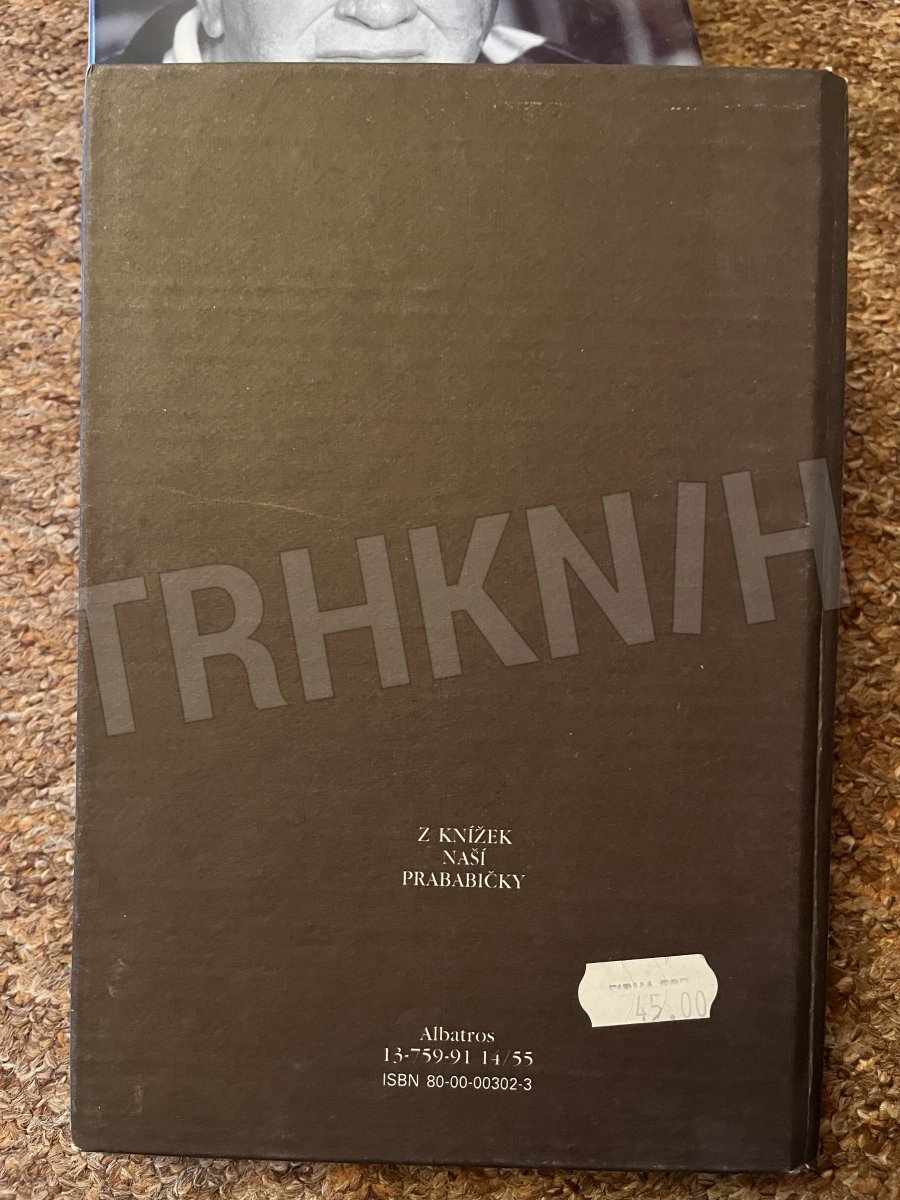 TRHKNIH
Z KNÍŽEK
NAŠÍ
PRABABIČKY
45.00
Albatros
13-759-91 14/55
ISBN 80-00-00302-3